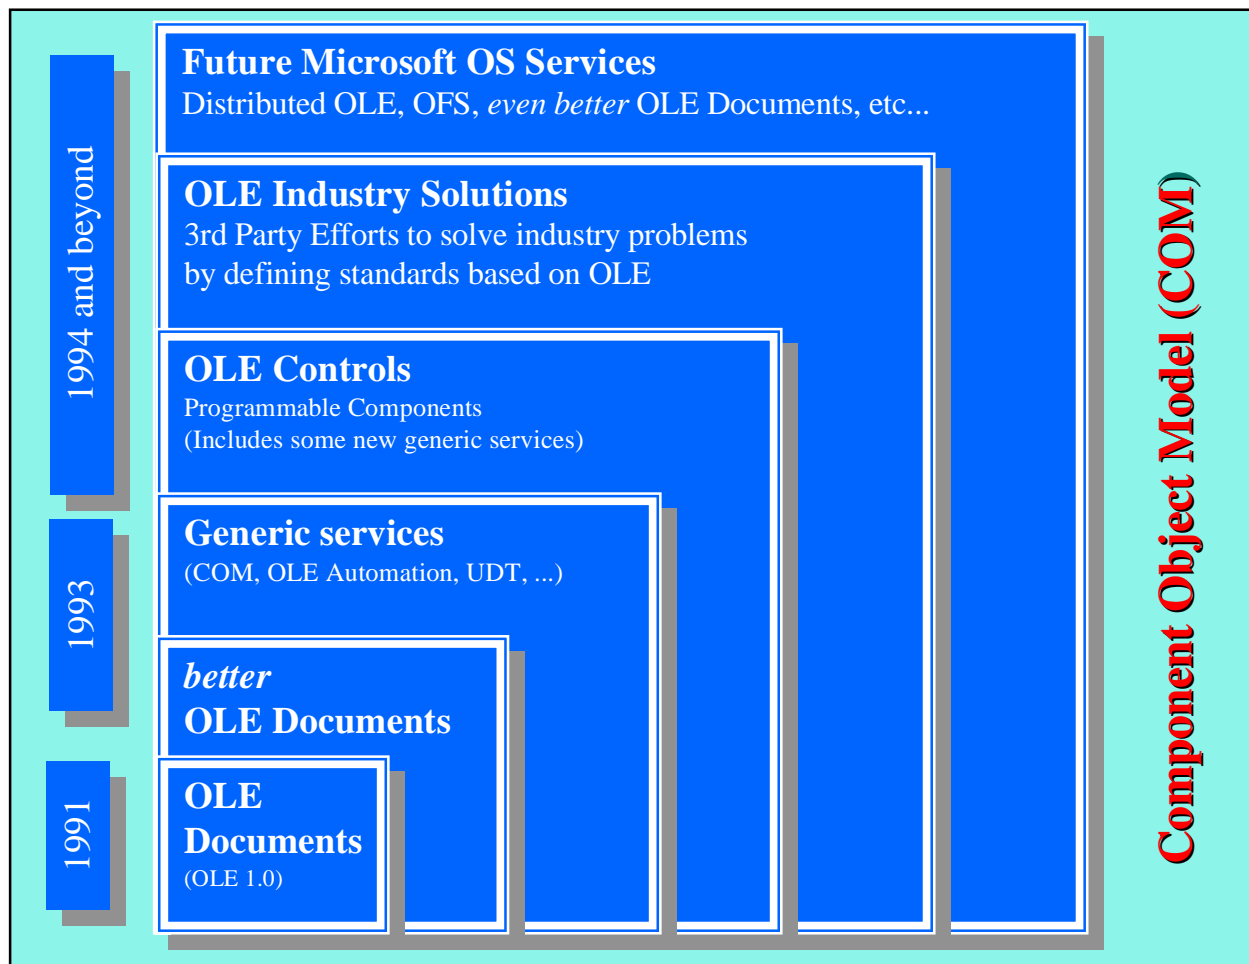 Future Microsoft OS Services
Distributed OLE, OFS, even better OLE Documents, etc...
OLE Industry Solutions
3rd Party Efforts to solve industry problems
by defining standards based on OLE
OLE Controls
Programmable Components
(Includes some new generic services)
Generic services
(COM, OLE Automation, UDT, ...)
better
OLE Documents
OLE
Documents
(OLE 1.0)
1994 and beyond
1993
1991
Component Object Model (COM)